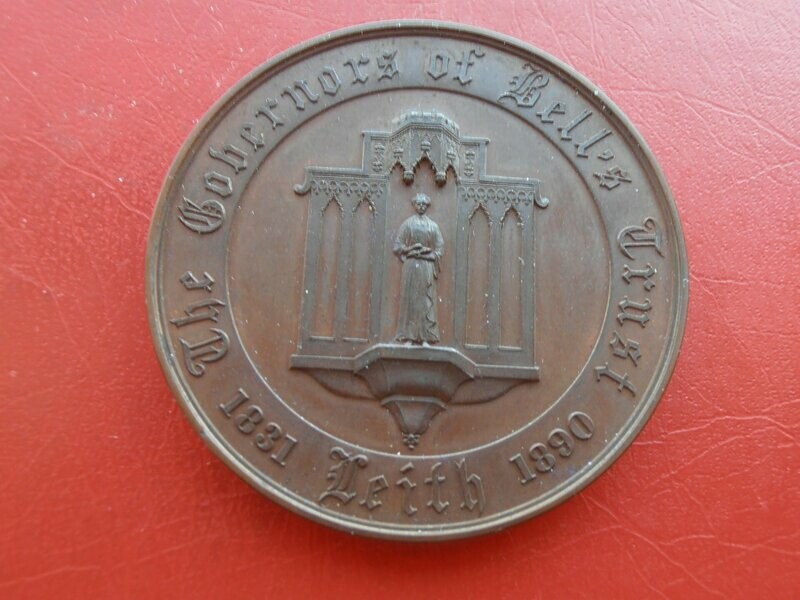 The Governors of Bell's Trust
1831 Leith 1890